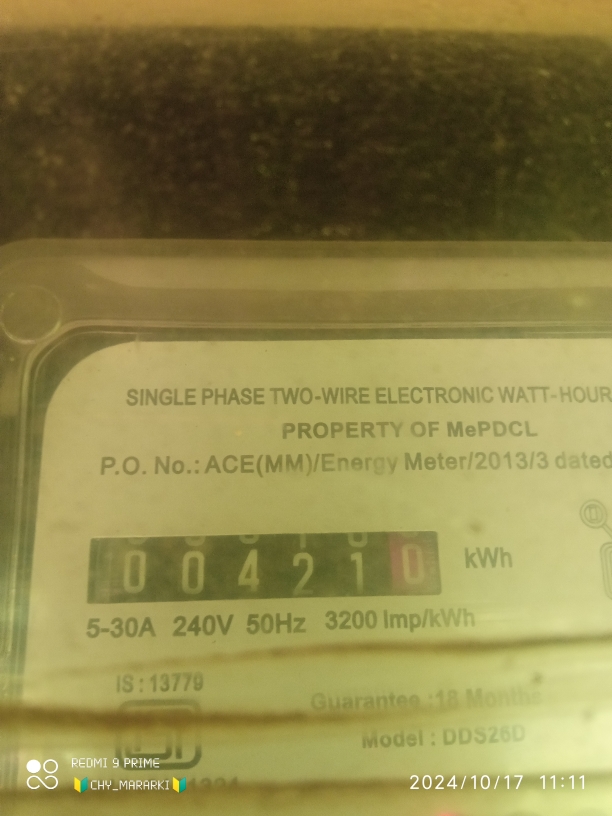 SINGLE PHASE TWO-WIRE ELECTRONIC WATT-HOUR
PROPERTY OF MePDCL
P.O. No.: ACE(MM)/Energy Meter/2013/3 dated
004210 kWh
5-30A 240V 50Hz 3200 Imp/kWh
IS : 13779
Guarantee :18 Months
Model : DDS26D
REDMI 9 PRIME
🔰CHY_MARARKI🔰
2024/10/17 11:11